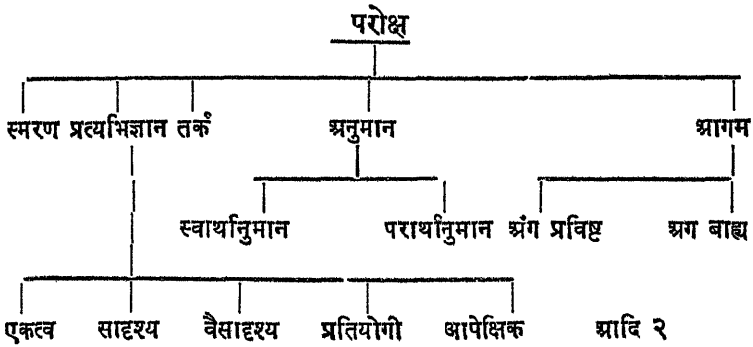 परोक्ष
स्मरण प्रत्यभिज्ञान तर्क अनुमान आगम
स्वार्थानुमान परार्थानुमान अंग प्रविष्ट अग बाह्य
एकत्व सादृश्य वैसादृश्य प्रतियोगी आपेक्षिक आदि २